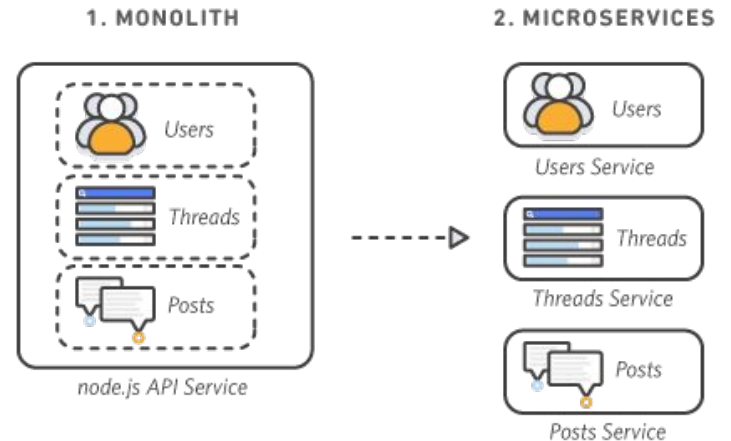 1. MONOLITH
Users
Threads
Posts
node.js API Service
2. MICROSERVICES
Users
Users Service
Threads
Threads Service
Posts
Posts Service